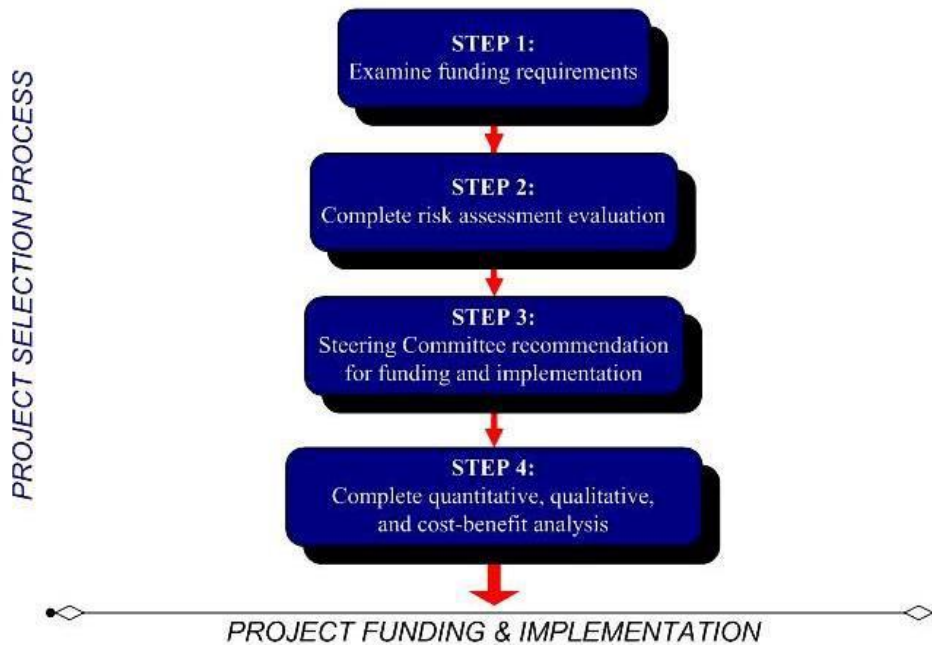 PROJECT SELECTION PROCESS
STEP 1:
Examine funding requirements
STEP 2:
Complete risk assessment evaluation
STEP 3:
Steering Committee recommendation
for funding and implementation
STEP 4:
Complete quantitative, qualitative,
and cost-benefit analysis
PROJECT FUNDING & IMPLEMENTATION